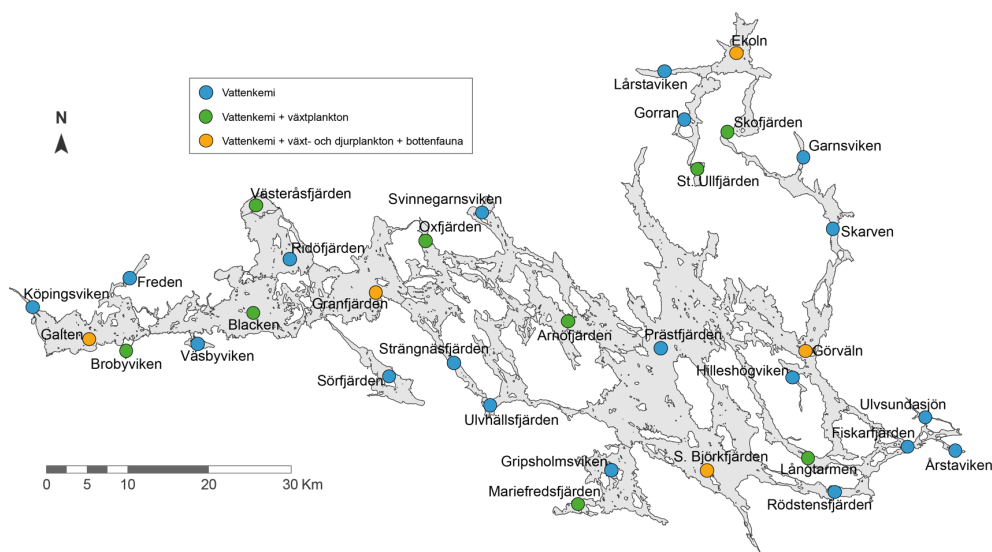 Ekoln
Lårstaviken
Vattenkemi
Vattenkemi + växtplankton
Vattenkemi + växt- och djurplankton + bottenfauna
N
Gorran
Skofjärden
Garnsviken
St. Ullfjärden
Västeråsfjärden
Svinnegarnsviken
Oxfjärden
Skarven
Ridöfjärden
Freden
Köpingsviken
Granfjärden
Blacken
Galten
Arnöfjärden
Prästfjärden
Görväln
Brobyviken
Väsbyviken
Strängnäsfjärden
Hilleshögviken
Sörfjärden
Ulvhällsfjärden
Ulvsundasjön
Fiskarfjärden
Gripsholmsviken
S. Björkfjärden
Långtarmen
Årstaviken
Mariefredsfjärden
Rödstensfjärden
0 5 10 20 30 Km